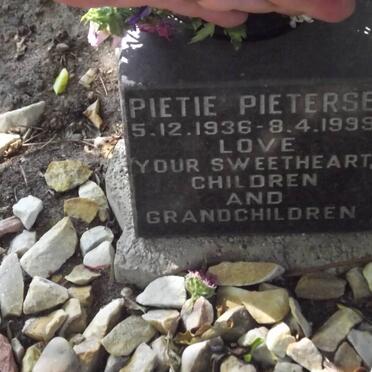 PIETIE PIETERSE
5.12.1936-8.4.1999
LOVE
YOUR SWEETHEART,
CHILDREN
AND
GRANDCHILDREN